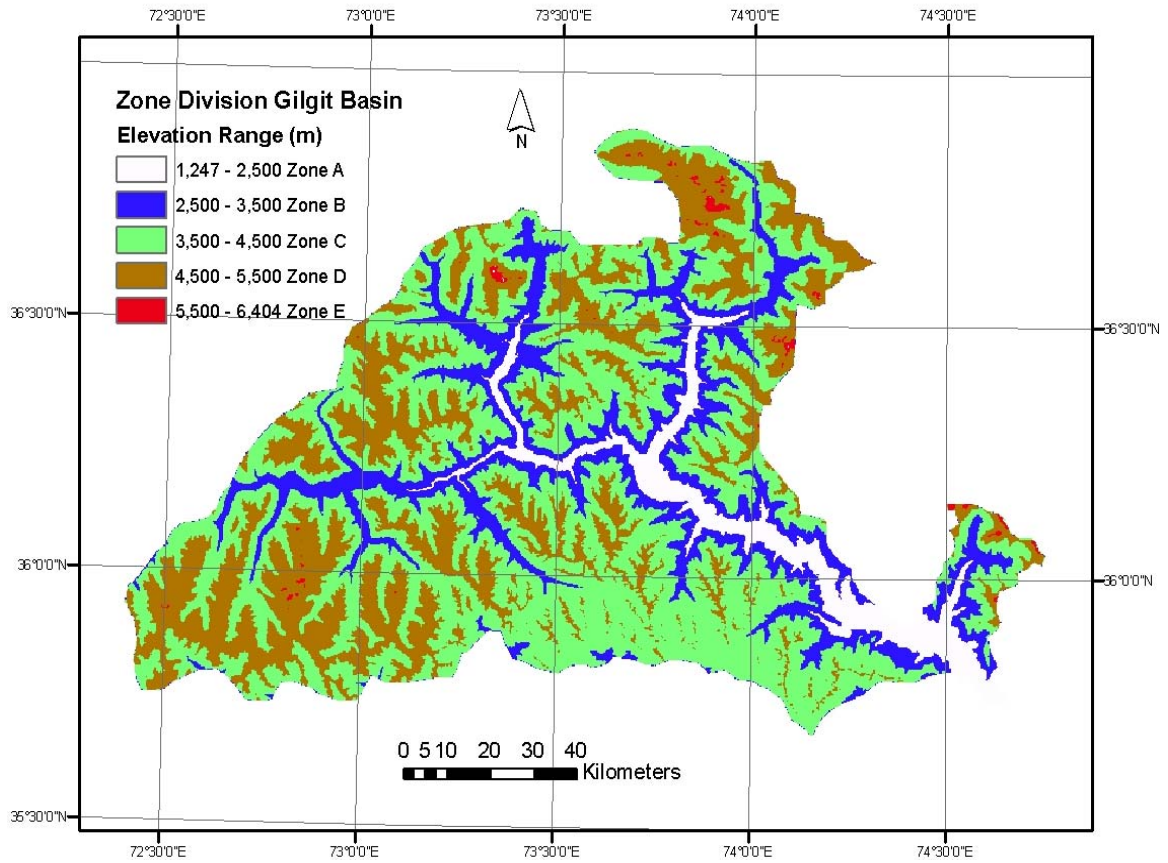 72°30'0"E 73°0'0"E 73°30'0"E 74°0'0"E 74°30'0"E
Zone Division Gilgit Basin
Elevation Range (m)
1,247 - 2,500 Zone A
2,500 - 3,500 Zone B
3,500 - 4,500 Zone C
4,500 - 5,500 Zone D
5,500 - 6,404 Zone E
N
36°30'0"N 36°30'0"N
36°0'0"N 36°0'0"N
0 5 10 20 30 40
Kilometers
35°30'0"N 35°30'0"N
72°30'0"E 73°0'0"E 73°30'0"E 74°0'0"E 74°30'0"E